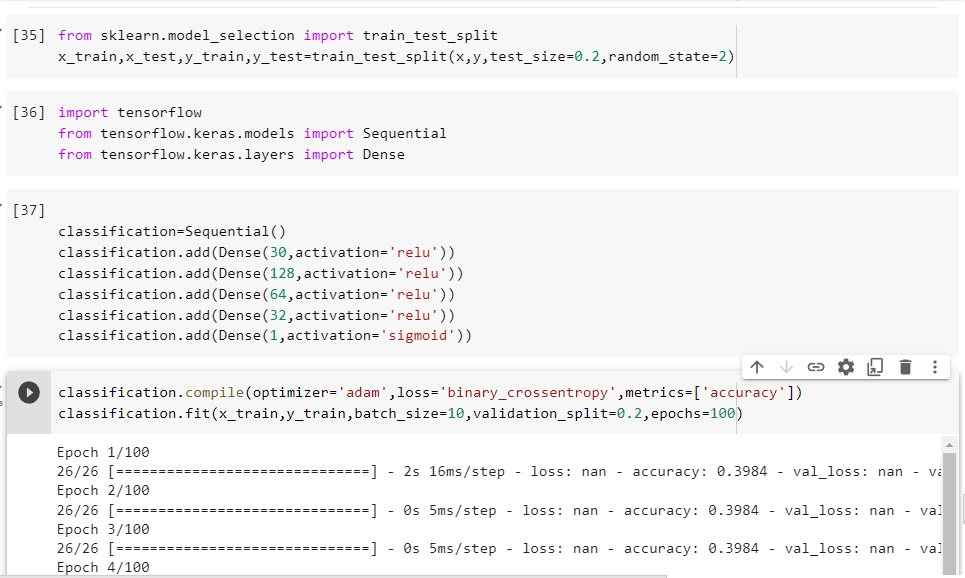 [35] from sklearn.model_selection import train_test_split
x_train,x_test,y_train,y_test=train_test_split(x,y,test_size=0.2,random_state=2)
[36] import tensorflow
from tensorflow.keras.models import Sequential
from tensorflow.keras.layers import Dense
[37]
classification=Sequential()
classification.add(Dense(30,activation='relu'))
classification.add(Dense(128,activation='relu'))
classification.add(Dense(64,activation='relu'))
classification.add(Dense(32,activation='relu'))
classification.add(Dense(1,activation='sigmoid'))
classification.compile(optimizer='adam',loss='binary_crossentropy',metrics=['accuracy'])
classification.fit(x_train,y_train,batch_size=10,validation_split=0.2,epochs=100)
Epoch 1/100
26/26 [==============================] - 2s 16ms/step - loss: nan - accuracy: 0.3984 - val_loss: nan - va
Epoch 2/100
26/26 [==============================] - 0s 5ms/step - loss: nan - accuracy: 0.3984 - val_loss: nan - val
Epoch 3/100
26/26 [==============================] - 0s 5ms/step - loss: nan - accuracy: 0.3984 - val_loss: nan - val
Epoch 4/100